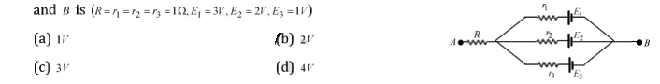 and B is (R = r₁ = r₂ = r₃ = 1Ω, E₁ = 3V, E₂ = 2V, E₃ = 1V)
(a) 1V
(b) 2V
(c) 3V
(d) 4V
r₁ E₁
A R r₂ E₂ B
r₃ E₃